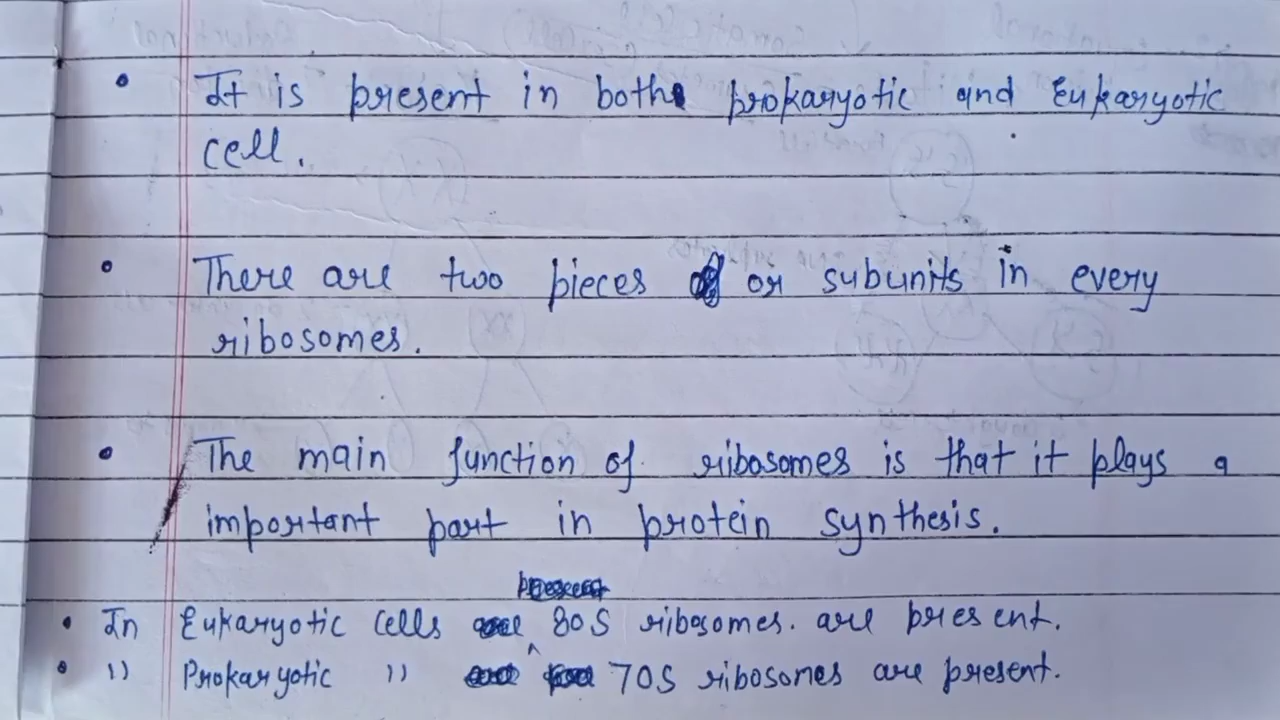 • It is present in both prokaryotic and Eukaryotic
cell.
• There are two pieces or subunits in every
ribosomes.
• The main function of ribosomes is that it plays a
important part in protein synthesis.
• In Eukaryotic cells 80S ribosomes. are present.
• 11 Prokaryotic 11 70S ribosomes are present.